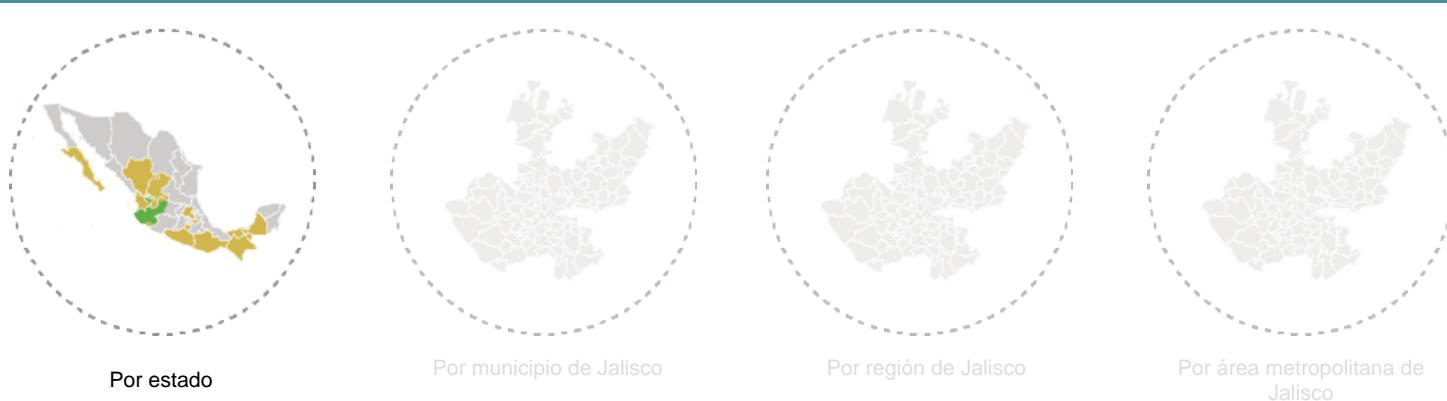 Por estado
Por municipio de Jalisco
Por región de Jalisco
Por área metropolitana de
Jalisco